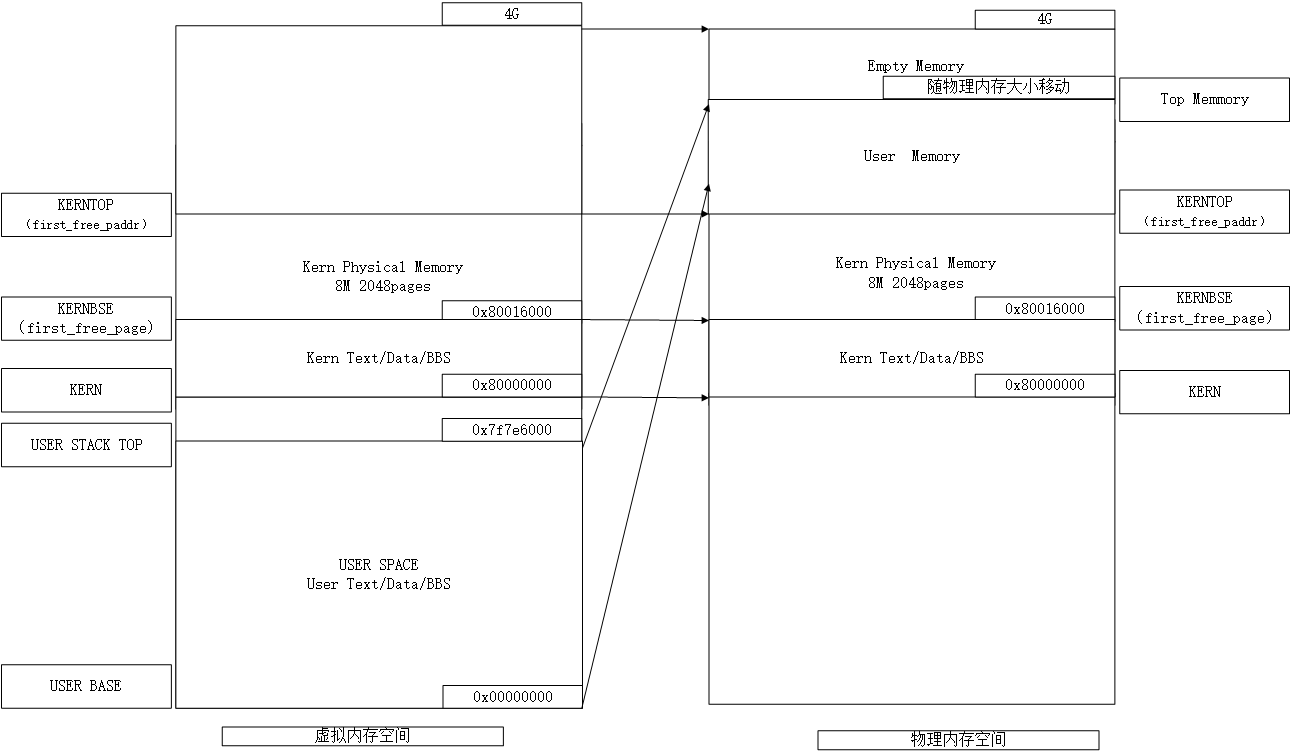 4G
4G
Empty Memory
随物理内存大小移动
Top Memmory
User Memory
KERNTOP
(first_free_paddr)
KERNTOP
(first_free_paddr)
Kern Physical Memory
8M 2048pages
Kern Physical Memory
8M 2048pages
KERNBSE
(first_free_page)
0x80016000
0x80016000
KERNBSE
(first_free_page)
Kern Text/Data/BBS
Kern Text/Data/BBS
KERN
0x80000000
0x80000000
KERN
USER STACK TOP
0x7f7e6000
USER SPACE
User Text/Data/BBS
USER BASE
0x00000000
虚拟内存空间
物理内存空间